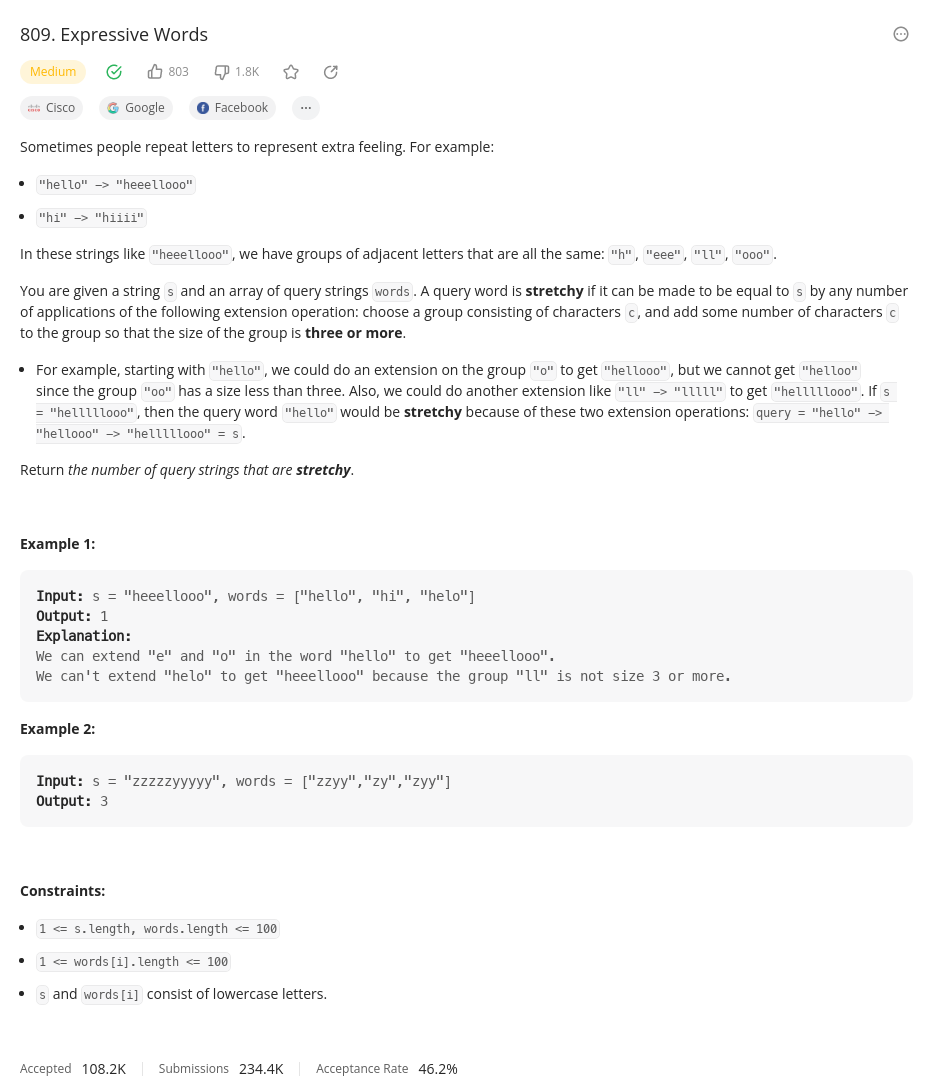 809. Expressive Words
Medium 803 1.8K
Cisco Google Facebook ...
Sometimes people repeat letters to represent extra feeling. For example:
• "hello" -> "heeellooo"
• "hi" -> "hiiii"
In these strings like "heeellooo", we have groups of adjacent letters that are all the same: "h", "eee", "ll", "ooo".
You are given a string s and an array of query strings words. A query word is stretchy if it can be made to be equal to s by any number
of applications of the following extension operation: choose a group consisting of characters c, and add some number of characters c
to the group so that the size of the group is three or more.
• For example, starting with "hello", we could do an extension on the group "o" to get "hellooo", but we cannot get "helloo"
since the group "oo" has a size less than three. Also, we could do another extension like "ll" -> "lllll" to get "helllllooo". If s
= "helllllooo", then the query word "hello" would be stretchy because of these two extension operations: query = "hello" ->
"hellooo" -> "helllllooo" = s.
Return the number of query strings that are stretchy.
Example 1:
Input: s = "heeellooo", words = ["hello", "hi", "helo"]
Output: 1
Explanation:
We can extend "e" and "o" in the word "hello" to get "heeellooo".
We can't extend "helo" to get "heeellooo" because the group "ll" is not size 3 or more.
Example 2:
Input: s = "zzzzzyyyyy", words = ["zzyy","zy","zyy"]
Output: 3
Constraints:
• 1 <= s.length, words.length <= 100
• 1 <= words[i].length <= 100
• s and words[i] consist of lowercase letters.
Accepted 108.2K Submissions 234.4K Acceptance Rate 46.2%